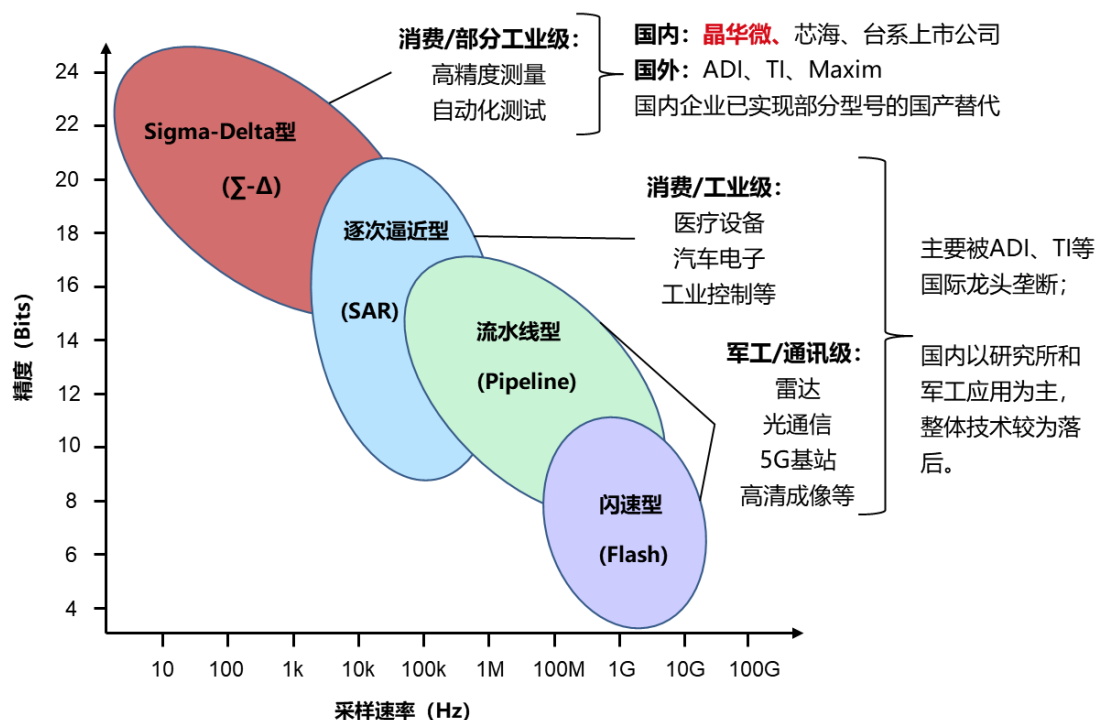 消费/部分工业级：
高精度测量
自动化测试
国内：晶华微、芯海、台系上市公司
国外：ADI、TI、Maxim
国内企业已实现部分型号的国产替代
24
22
20
18
16
14
12
10
8
6
4
精度（Bits）
Sigma-Delta型
(∑-Δ)
逐次逼近型
(SAR)
流水线型
(Pipeline)
闪速型
(Flash)
消费/工业级：
医疗设备
汽车电子
工业控制等
军工/通讯级：
雷达
光通信
5G基站
高清成像等
主要被ADI、TI等
国际龙头垄断；
国内以研究所和
军工应用为主，
整体技术较为落
后。
10 100 1k 10k 100k 1M 100M 1G 10G 100G
采样速率（Hz）